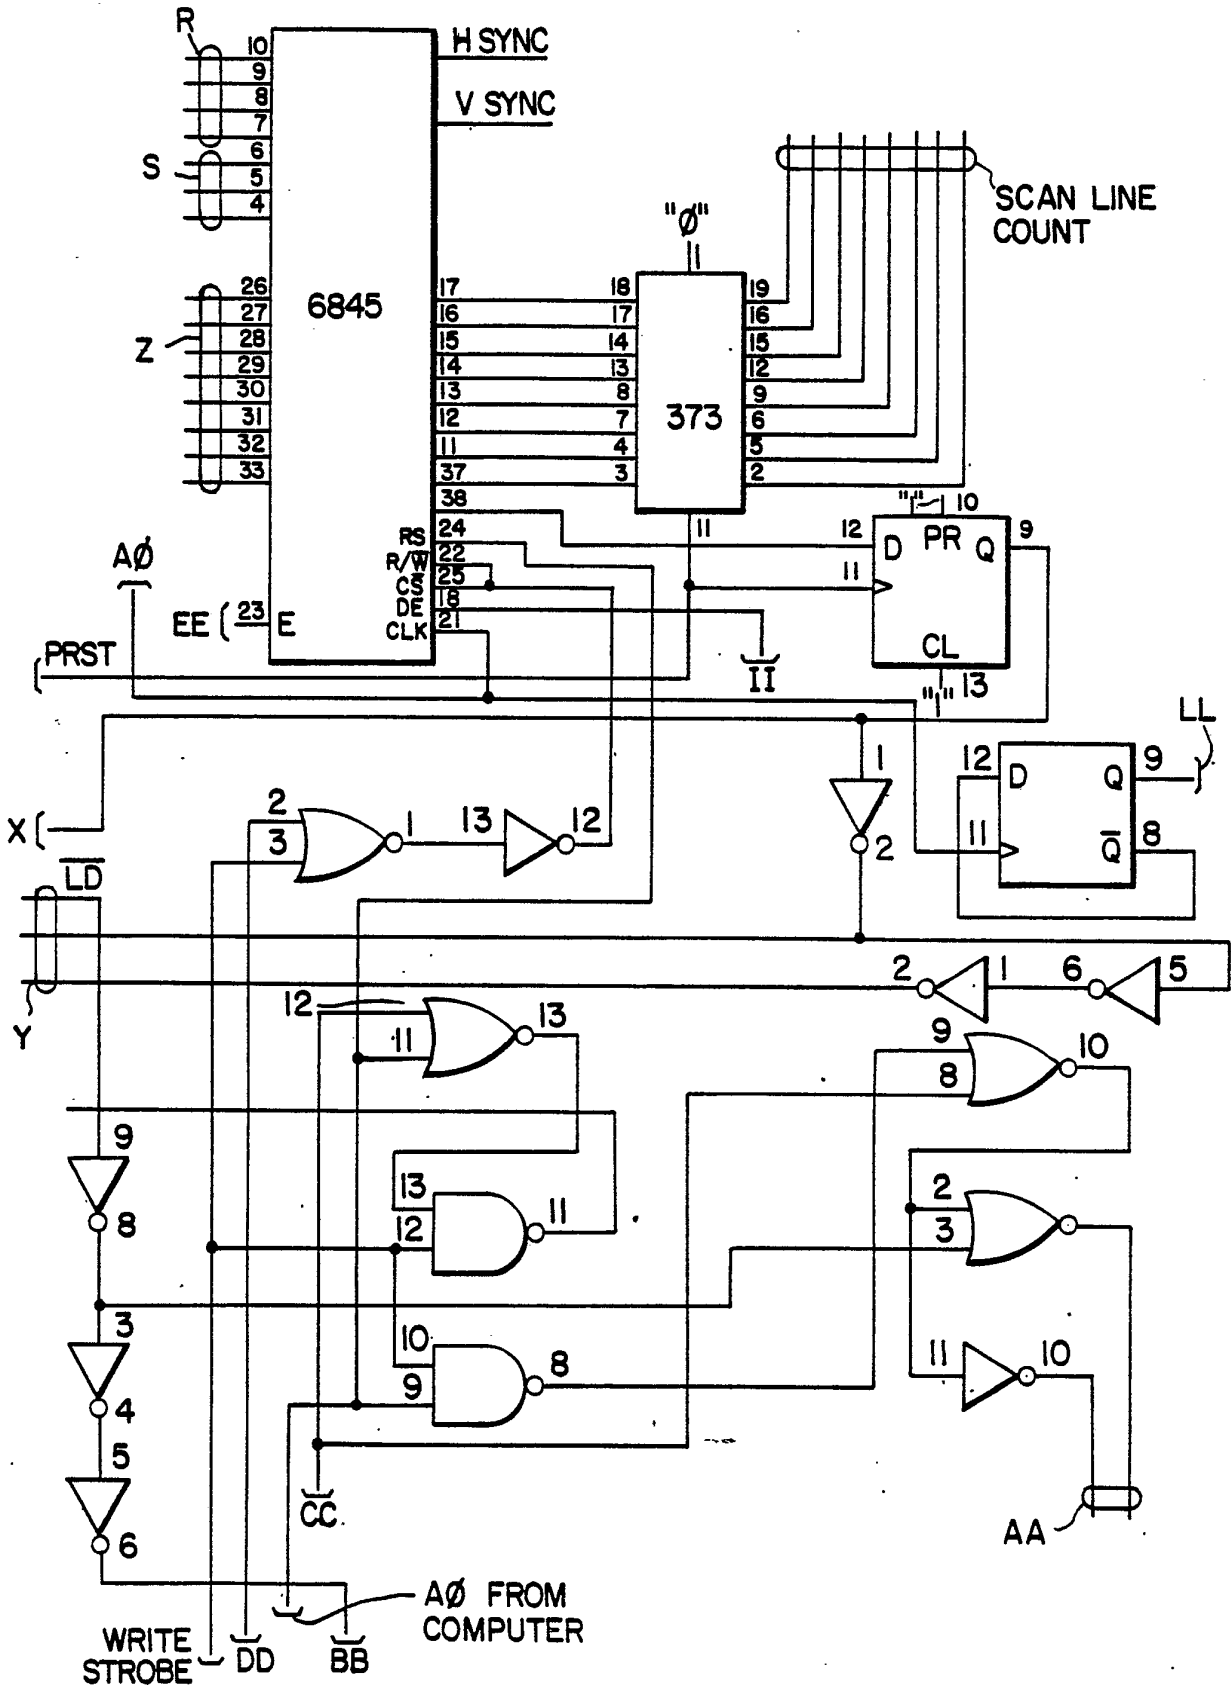 R
10
9
8
7
6
5
4
S
H SYNC
V SYNC
6845
26
27
28
29
30
31
32
33
Z
17
16
15
14
13
12
11
37
38
24
22
25
18
21
RS
R/W̅
CS̅
DE
CLK
"Ø"
1
18
17
14
13
8
7
4
3
373
19
16
15
12
9
6
5
2
11
SCAN LINE
COUNT
"1"
10
12
D
PR
Q
9
11
CL
13
"1"
AØ
EE
23
E
PRST
II
LL
12
D
Q
9
11
Q̅
8
X
2
3
1
13
12
1
2
L̅D̅
Y
2
1
6
5
12
11
13
9
8
10
9
8
13
12
11
2
3
3
4
10
9
8
11
10
5
6
CC
AA
AØ FROM
COMPUTER
WRITE
STROBE
DD
BB